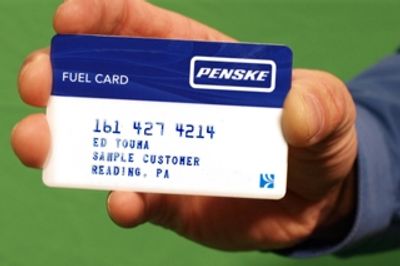 FUEL CARD PENSKE
161 427 4214
ED TOUMA
SAMPLE CUSTOMER
READING, PA